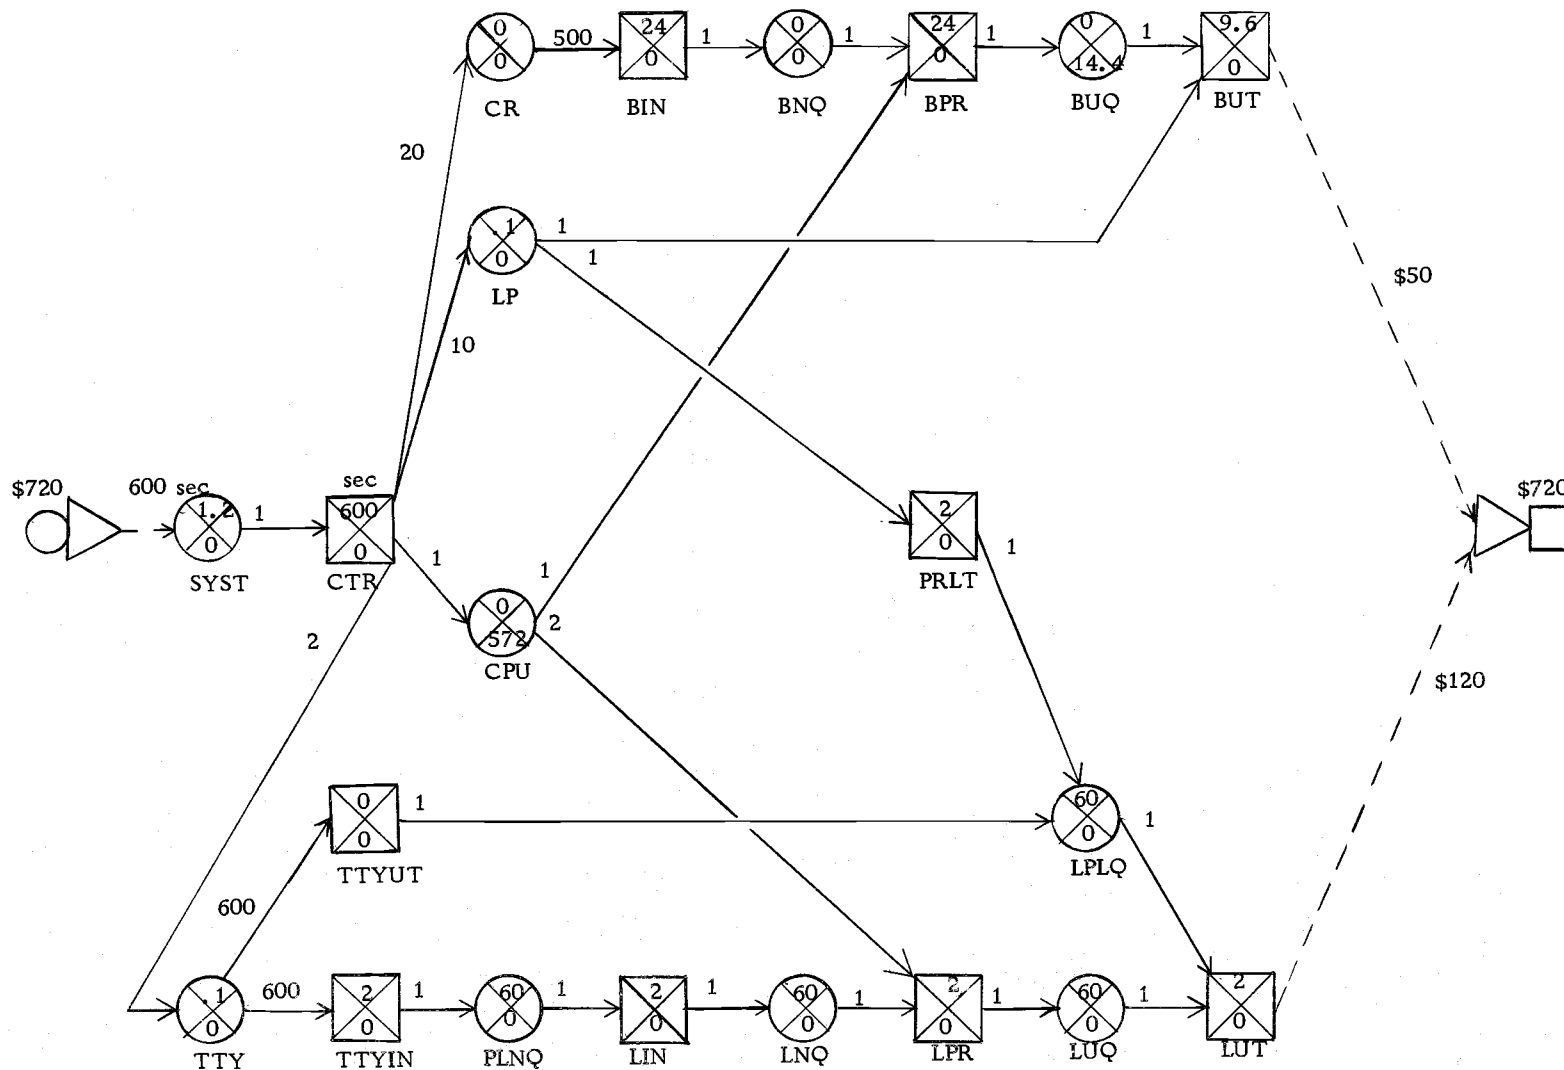 0 24 0 24 0 9.6
500 1 1 1 1
0 0 0 0 14.4 0
CR BIN BNQ BPR BUQ BUT
20
.1 1
0 1
LP
$50
10
sec
$720 600 sec 1.2 1 600 2 $720
0 0 0
SYST CTR 1 1 PRLT 1
0 2
572
CPU
2
$120
0 1 60 1
0 0
TTYUT LPLQ
600
.1 600 2 1 60 1 2 1 60 1 2 1 60 1 2
0 0 0 0 0 0 0 0
TTY TTYIN PLNQ LIN LNQ LPR LUQ LUT